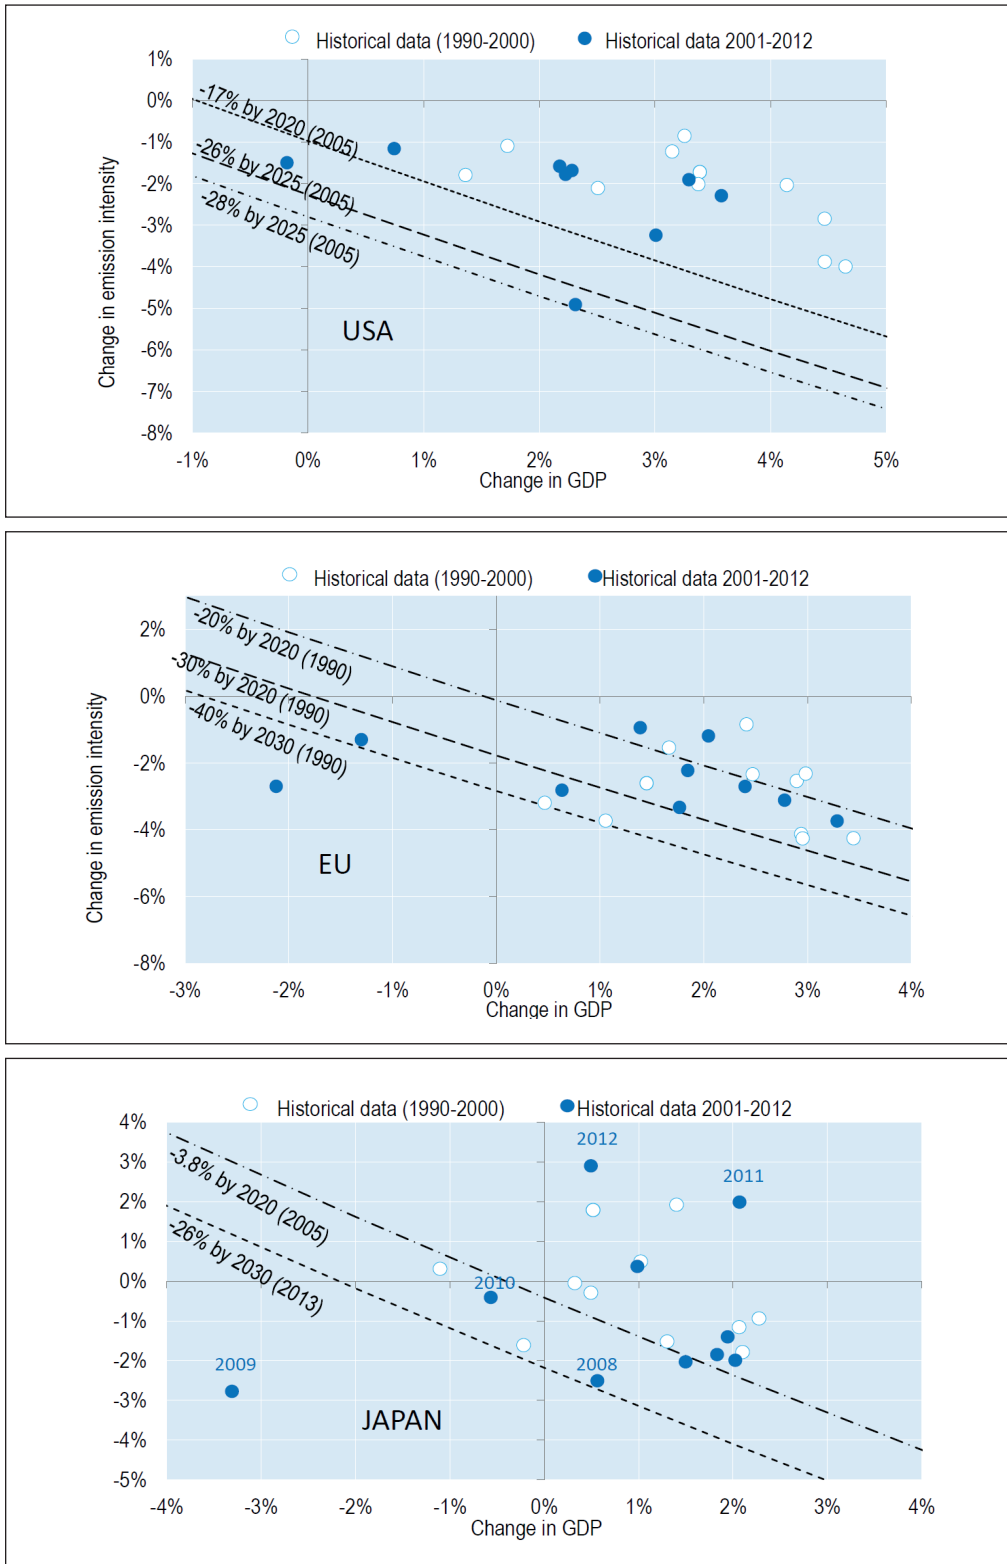 Historical data (1990-2000) Historical data 2001-2012
1%
0%
-1%
-2%
-3%
-4%
-5%
-6%
-7%
-8%
Change in emission intensity
-17% by 2020 (2005)
-26% by 2025 (2005)
-28% by 2025 (2005)
USA
-1% 0% 1% 2% 3% 4% 5%
Change in GDP
Historical data (1990-2000) Historical data 2001-2012
2%
0%
-2%
-4%
-6%
-8%
Change in emission intensity
-20% by 2020 (1990)
-30% by 2020 (1990)
-40% by 2030 (1990)
EU
-3% -2% -1% 0% 1% 2% 3% 4%
Change in GDP
Historical data (1990-2000) Historical data 2001-2012
4%
3%
2%
1%
0%
-1%
-2%
-3%
-4%
-5%
Change in emission intensity
-3.8% by 2020 (2005)
-26% by 2030 (2013)
2012
2011
2010
2009
2008
JAPAN
-4% -3% -2% -1% 0% 1% 2% 3% 4%
Change in GDP